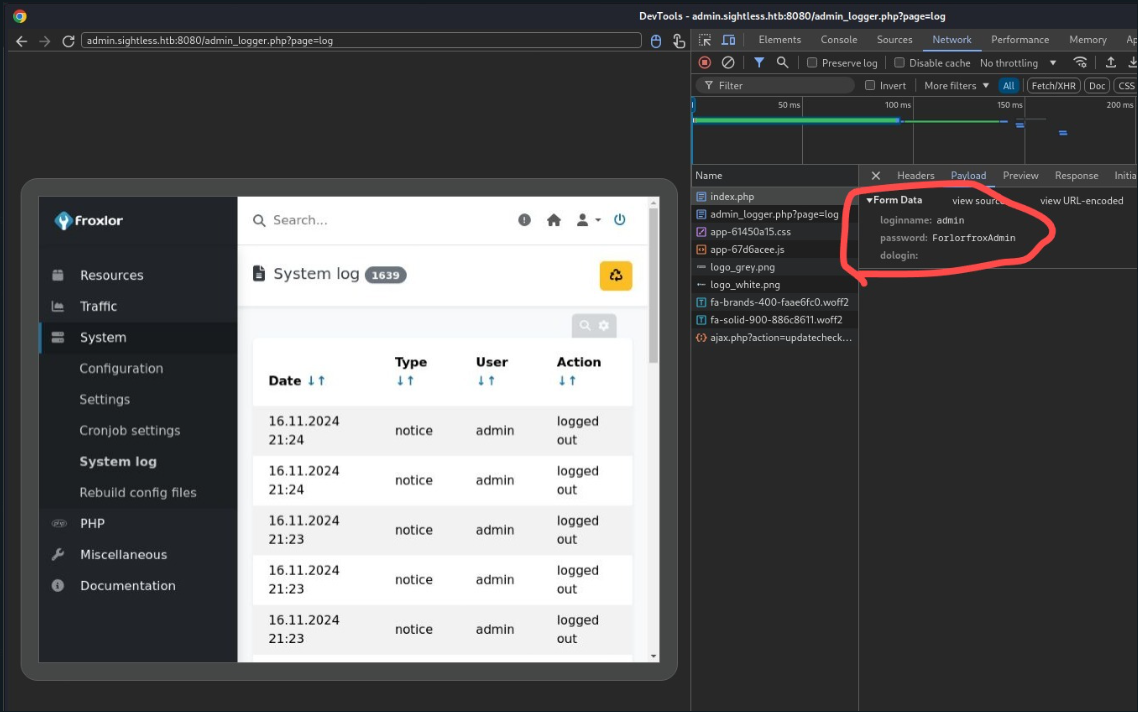 DevTools - admin.sightless.htb:8080/admin_logger.php?page=log
admin.sightless.htb:8080/admin_logger.php?page=log
Elements Console Sources Network Performance Memory Ap
Preserve log Disable cache No throttling
Filter Invert More filters All Fetch/XHR Doc CSS
50 ms 100 ms 150 ms 200 ms
froxlor
Resources
Traffic
System
Configuration
Settings
Cronjob settings
System log
Rebuild config files
PHP
Miscellaneous
Documentation
Search...
System log 1639
Date Type User Action
16.11.2024 21:24 notice admin logged out
16.11.2024 21:24 notice admin logged out
16.11.2024 21:23 notice admin logged out
16.11.2024 21:23 notice admin logged out
16.11.2024 21:23 notice admin logged out
Name
index.php
admin_logger.php?page=log
app-61450a15.css
app-67d6acee.js
logo_grey.png
logo_white.png
fa-brands-400-faae6fc0.woff2
fa-solid-900-886c8611.woff2
ajax.php?action=updatecheck...
Headers Payload Preview Response Initia
Form Data view source view URL-encoded
loginname: admin
password: ForlorfroxAdmin
dologin: